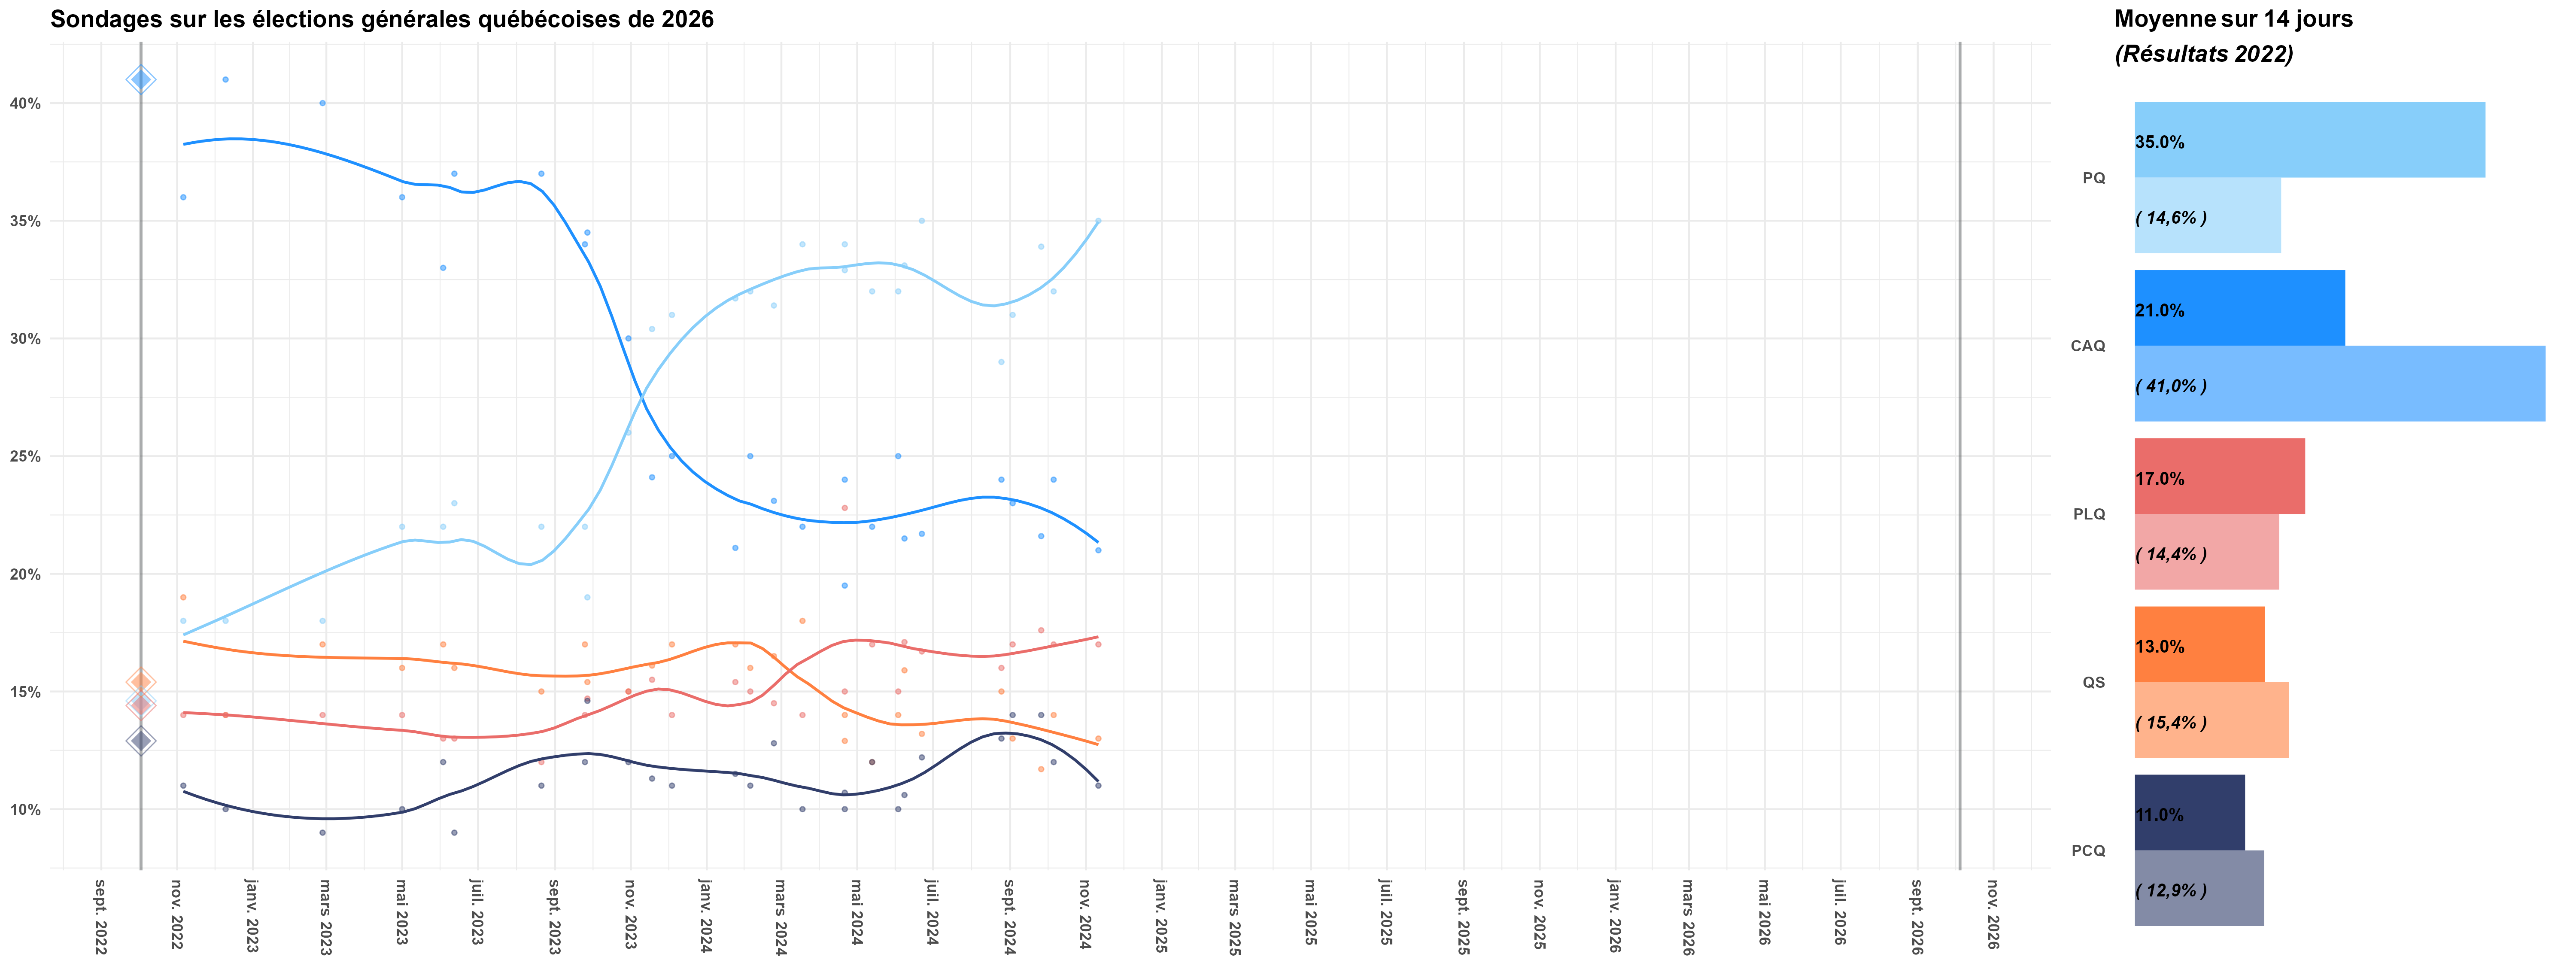 Sondages sur les élections générales québécoises de 2026
40%
35%
30%
25%
20%
15%
10%
sept. 2022
nov. 2022
janv. 2023
mars 2023
mai 2023
juil. 2023
sept. 2023
nov. 2023
janv. 2024
mars 2024
mai 2024
juil. 2024
sept. 2024
nov. 2024
janv. 2025
mars 2025
mai 2025
juil. 2025
sept. 2025
nov. 2025
janv. 2026
mars 2026
mai 2026
juil. 2026
sept. 2026
nov. 2026
Moyenne sur 14 jours
(Résultats 2022)
PQ
35.0%
( 14,6% )
CAQ
21.0%
( 41,0% )
PLQ
17.0%
( 14,4% )
QS
13.0%
( 15,4% )
PCQ
11.0%
( 12,9% )